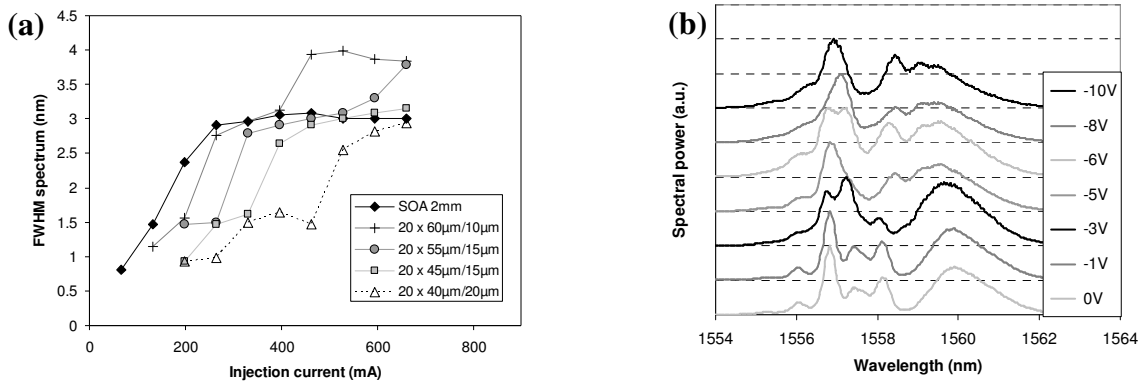 (a)
FWHM spectrum (nm)
4.5
4
3.5
3
2.5
2
1.5
1
0.5
0
0 200 400 600 800
Injection current (mA)
SOA 2mm
20 x 60µm/10µm
20 x 55µm/15µm
20 x 45µm/15µm
20 x 40µm/20µm
(b)
Spectral power (a.u.)
-10V
-8V
-6V
-5V
-3V
-1V
0V
1554 1556 1558 1560 1562 1564
Wavelength (nm)